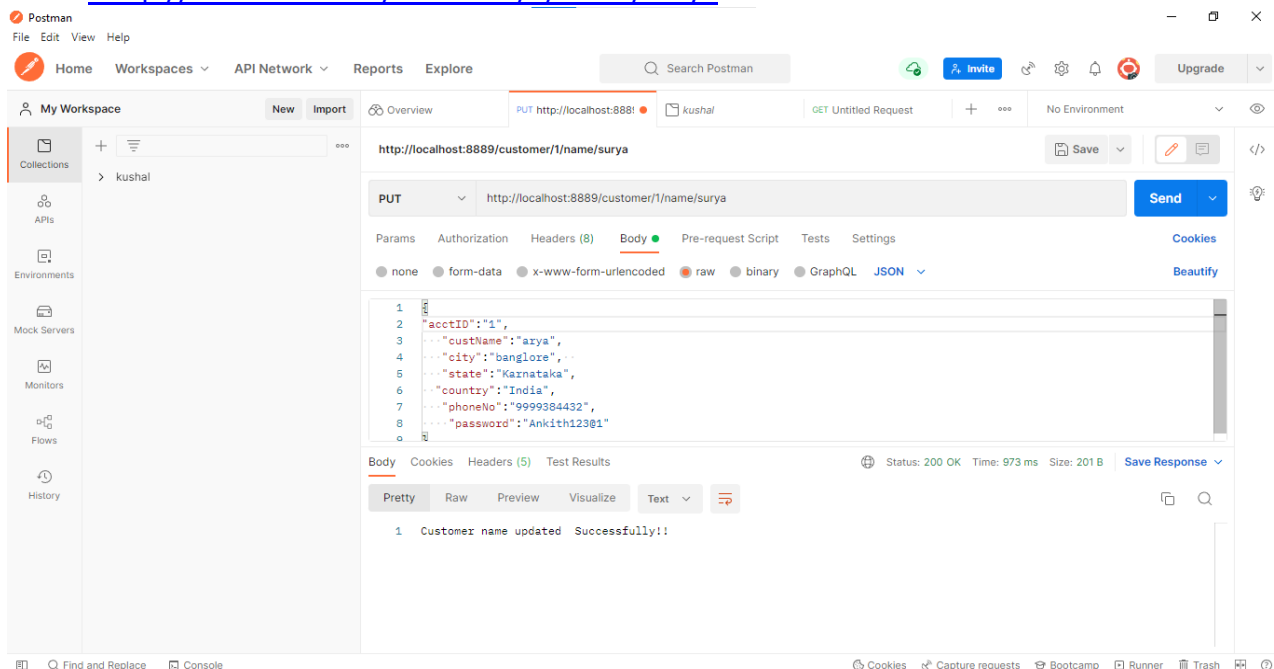 Postman
File Edit View Help
Home Workspaces API Network Reports Explore
Search Postman
Invite
Upgrade
My Workspace
New Import
Overview
PUT http://localhost:888!
kushal
GET Untitled Request
No Environment
Collections
APIs
Environments
Mock Servers
Monitors
Flows
History
kushal
http://localhost:8889/customer/1/name/surya
Save
PUT http://localhost:8889/customer/1/name/surya
Send
Params Authorization Headers (8) Body Pre-request Script Tests Settings
Cookies
none form-data x-www-form-urlencoded raw binary GraphQL JSON
Beautify
1 {
2 "acctID":"1",
3 "custName":"arya",
4 "city":"banglore",
5 "state":"Karnataka",
6 "country":"India",
7 "phoneNo":"9999384432",
8 "password":"Ankith123@1"
9 }
Body Cookies Headers (5) Test Results
Status: 200 OK Time: 973 ms Size: 201 B Save Response
Pretty Raw Preview Visualize Text
1 Customer name updated Successfully!!
Find and Replace Console
Cookies Capture requests Bootcamp Runner Trash